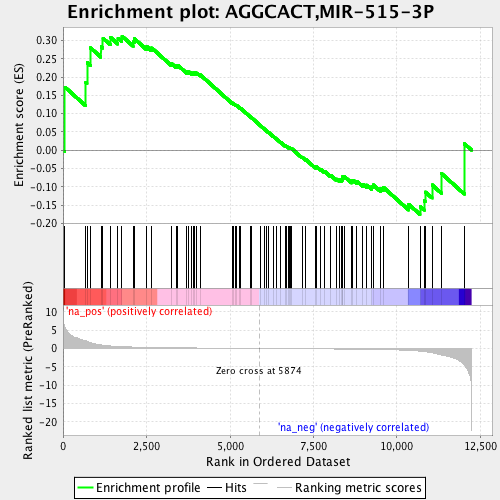 Enrichment plot: AGGCACT,MIR-515-3P
Enrichment score (ES)
0.30
0.25
0.20
0.15
0.10
0.05
0.00
-0.05
-0.10
-0.15
-0.20
'na_pos' (positively correlated)
Ranked list metric (PreRanked)
10
5
0
-5
-10
-15
-20
Zero cross at 5874
'na_neg' (negatively correlated)
0
2,500
5,000
7,500
10,000
12,500
Rank in Ordered Dataset
Enrichment profile
Hits
Ranking metric scores